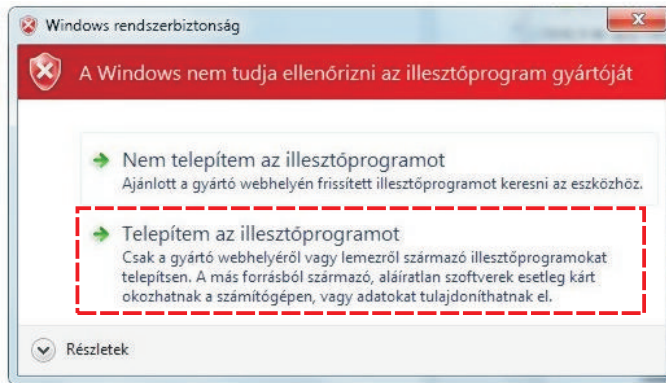 Windows rendszerbiztonság
A Windows nem tudja ellenőrizni az illesztőprogram gyártóját
Nem telepítem az illesztőprogramot
Ajánlott a gyártó webhelyén frissített illesztőprogramot keresni az eszközhöz.
Telepítem az illesztőprogramot
Csak a gyártó webhelyéről vagy lemezről származó illesztőprogramokat
telepítsen. A más forrásból származó, aláíratlan szoftverek esetleg kárt
okozhatnak a számítógépen, vagy adatokat tulajdoníthatnak el.
Részletek